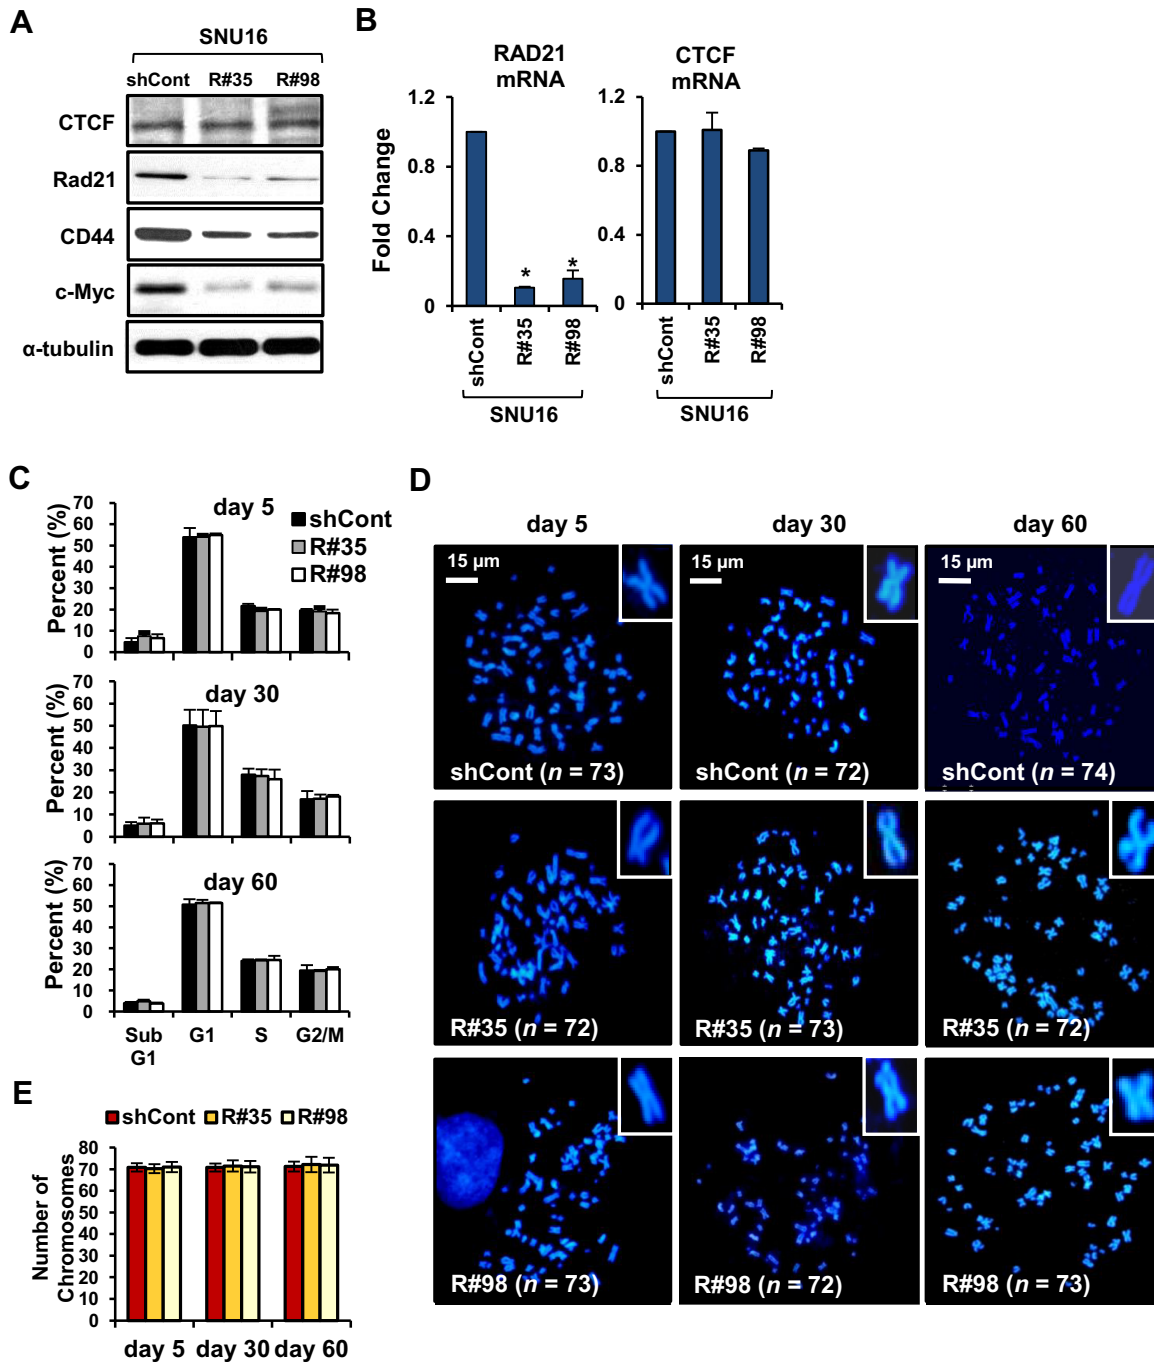 A
SNU16
shCont R#35 R#98
CTCF
Rad21
CD44
c-Myc
α-tubulin
B
RAD21
mRNA
CTCF
mRNA
Fold Change
1.2
0.8
0.4
0
1.2
0.8
0.4
0
*
*
shCont
R#35
R#98
shCont
R#35
R#98
SNU16
SNU16
C
day 5
Percent (%)
70
60
50
40
30
20
10
0
shCont
R#35
R#98
day 30
Percent (%)
70
60
50
40
30
20
10
0
day 60
Percent (%)
70
60
50
40
30
20
10
0
Sub
G1
G1
S
G2/M
D
day 5 day 30 day 60
15 µm 15 µm 15 µm
shCont (n = 73) shCont (n = 72) shCont (n = 74)
R#35 (n = 72) R#35 (n = 73) R#35 (n = 72)
R#98 (n = 73) R#98 (n = 72) R#98 (n = 73)
E
shCont R#35 R#98
Number of
Chromosomes
80
70
60
50
40
30
20
10
0
day 5 day 30 day 60